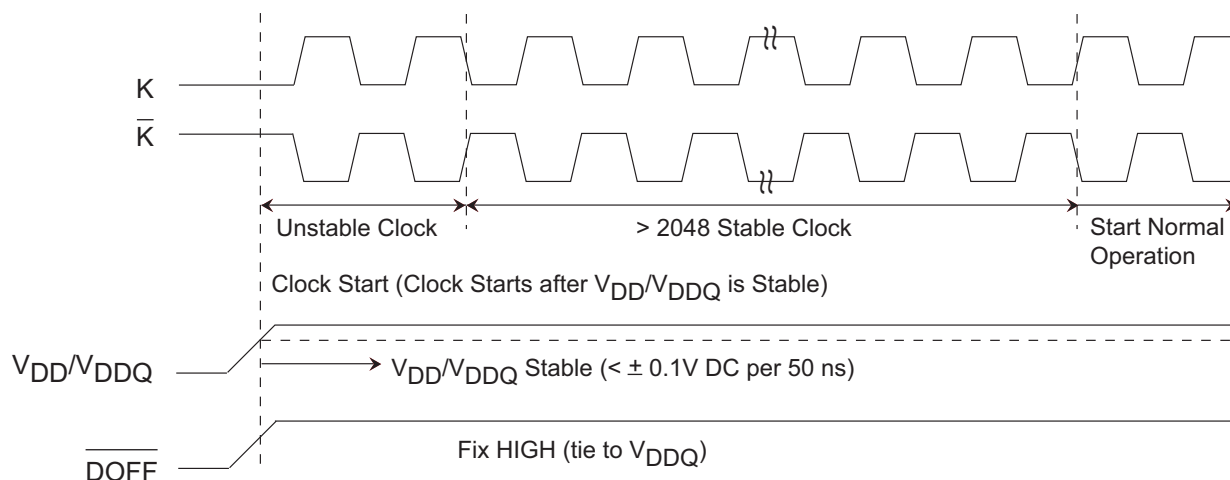 K
K̅
Unstable Clock
> 2048 Stable Clock
Start Normal
Operation
Clock Start (Clock Starts after VDD/VDDQ is Stable)
VDD/VDDQ
VDD/VDDQ Stable (< ± 0.1V DC per 50 ns)
Fix HIGH (tie to VDDQ)
D̅O̅F̅F̅